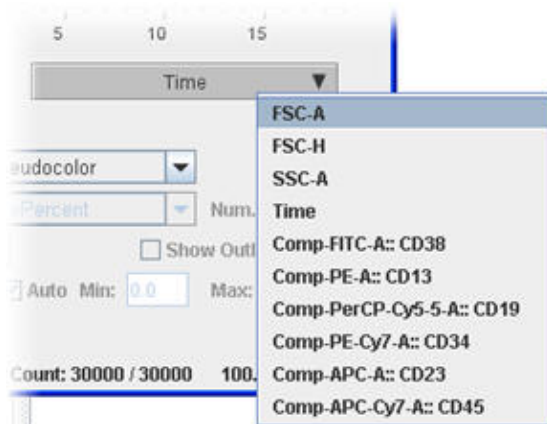 5 10 15
Time
FSC-A
FSC-H
SSC-A
Time
Comp-FITC-A:: CD38
Comp-PE-A:: CD13
Comp-PerCP-Cy5-5-A:: CD19
Comp-PE-Cy7-A:: CD34
Comp-APC-A:: CD23
Comp-APC-Cy7-A:: CD45
eudocolor
Percent Num.
Show Outl
Auto Min: 0.0 Max:
Count: 30000 / 30000 100.